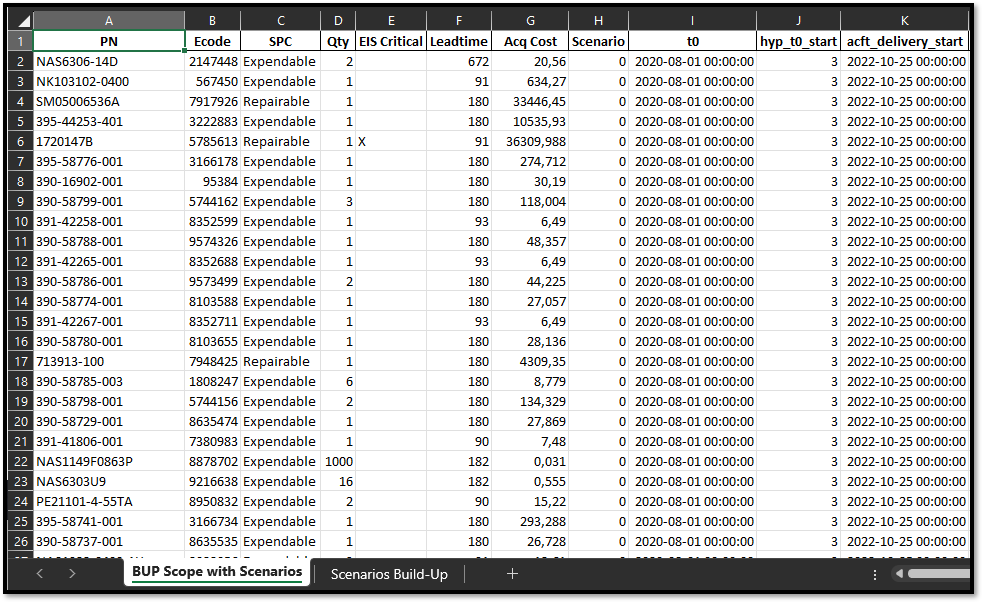 A B C D E F G H I J K
1 PN Ecode SPC Qty EIS Critical Leadtime Acq Cost Scenario t0 hyp_t0_start acft_delivery_start
2 NAS6306-14D 2147448 Expendable 2 672 20,56 0 2020-08-01 00:00:00 3 2022-10-25 00:00:00
3 NK103102-0400 567450 Expendable 1 91 634,27 0 2020-08-01 00:00:00 3 2022-10-25 00:00:00
4 SM05006536A 7917926 Repairable 1 180 33446,45 0 2020-08-01 00:00:00 3 2022-10-25 00:00:00
5 395-44253-401 3222883 Expendable 1 180 10535,93 0 2020-08-01 00:00:00 3 2022-10-25 00:00:00
6 1720147B 5785613 Repairable 1 X 91 36309,988 0 2020-08-01 00:00:00 3 2022-10-25 00:00:00
7 395-58776-001 3166178 Expendable 1 180 274,712 0 2020-08-01 00:00:00 3 2022-10-25 00:00:00
8 390-16902-001 95384 Expendable 1 180 30,19 0 2020-08-01 00:00:00 3 2022-10-25 00:00:00
9 390-58799-001 5744162 Expendable 3 180 118,004 0 2020-08-01 00:00:00 3 2022-10-25 00:00:00
10 391-42258-001 8352599 Expendable 1 93 6,49 0 2020-08-01 00:00:00 3 2022-10-25 00:00:00
11 390-58788-001 9574326 Expendable 1 180 48,357 0 2020-08-01 00:00:00 3 2022-10-25 00:00:00
12 391-42265-001 8352688 Expendable 1 93 6,49 0 2020-08-01 00:00:00 3 2022-10-25 00:00:00
13 390-58786-001 9573499 Expendable 2 180 44,225 0 2020-08-01 00:00:00 3 2022-10-25 00:00:00
14 390-58774-001 8103588 Expendable 1 180 27,057 0 2020-08-01 00:00:00 3 2022-10-25 00:00:00
15 391-42267-001 8352711 Expendable 1 93 6,49 0 2020-08-01 00:00:00 3 2022-10-25 00:00:00
16 390-58780-001 8103655 Expendable 1 180 28,136 0 2020-08-01 00:00:00 3 2022-10-25 00:00:00
17 713913-100 7948425 Repairable 1 180 4309,35 0 2020-08-01 00:00:00 3 2022-10-25 00:00:00
18 390-58785-003 1808247 Expendable 6 180 8,779 0 2020-08-01 00:00:00 3 2022-10-25 00:00:00
19 390-58798-001 5744156 Expendable 2 180 134,329 0 2020-08-01 00:00:00 3 2022-10-25 00:00:00
20 390-58729-001 8635474 Expendable 1 180 27,869 0 2020-08-01 00:00:00 3 2022-10-25 00:00:00
21 391-41806-001 7380983 Expendable 1 90 7,48 0 2020-08-01 00:00:00 3 2022-10-25 00:00:00
22 NAS1149F0863P 8878702 Expendable 1000 182 0,031 0 2020-08-01 00:00:00 3 2022-10-25 00:00:00
23 NAS6303U9 9216638 Expendable 16 182 0,555 0 2020-08-01 00:00:00 3 2022-10-25 00:00:00
24 PE21101-4-55TA 8950832 Expendable 2 90 15,22 0 2020-08-01 00:00:00 3 2022-10-25 00:00:00
25 395-58741-001 3166734 Expendable 1 180 293,288 0 2020-08-01 00:00:00 3 2022-10-25 00:00:00
26 390-58737-001 8635535 Expendable 1 180 26,728 0 2020-08-01 00:00:00 3 2022-10-25 00:00:00
BUP Scope with Scenarios Scenarios Build-Up